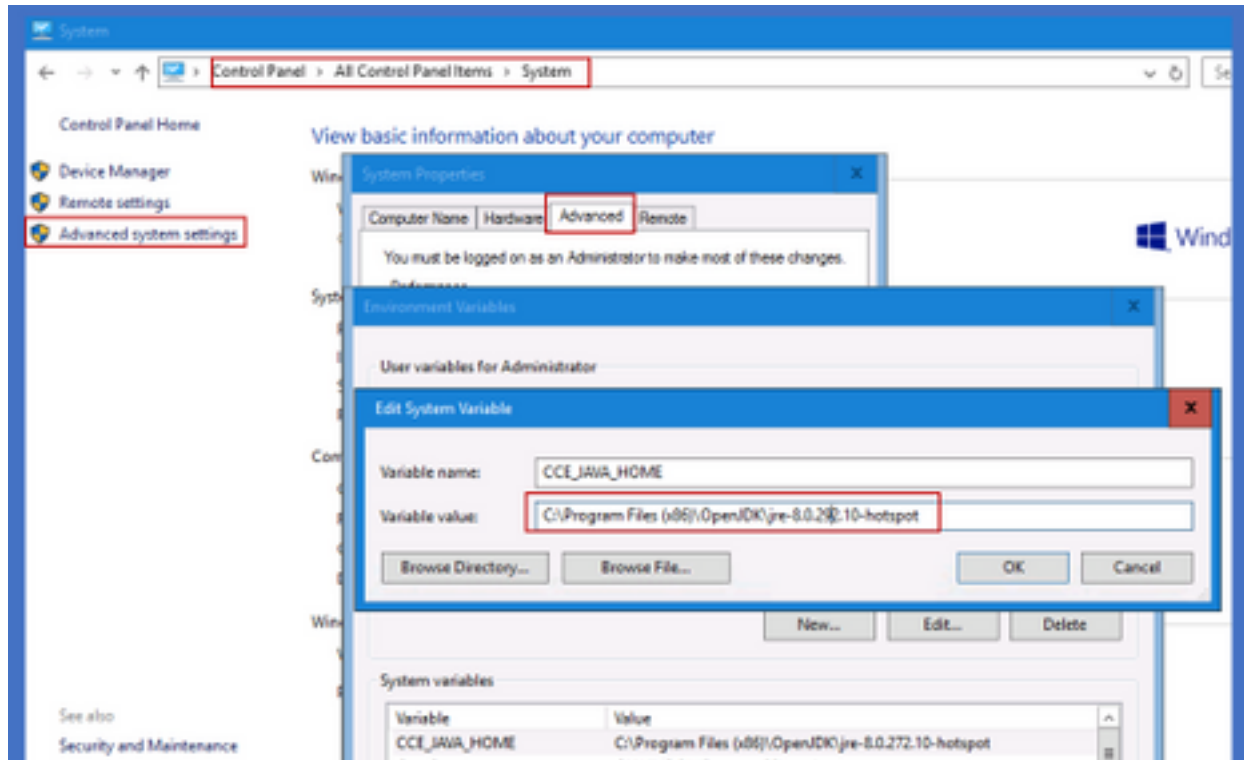 System
Control Panel > All Control Panel Items > System
Control Panel Home
View basic information about your computer
Device Manager
System Properties
Remote settings
Computer Name Hardware Advanced Remote
Advanced system settings
Wind
You must be logged on as an Administrator to make most of these changes.
Performance
Syst
Environment Variables
User variables for Administrator
Edit System Variable
Com
Variable name: CCE_JAVA_HOME
Variable value: C:\Program Files (x86)\OpenJDK\jre-8.0.292.10-hotspot
Browse Directory... Browse File... OK Cancel
New... Edit... Delete
System variables
See also
Variable Value
Security and Maintenance
CCE_JAVA_HOME C:\Program Files (x86)\OpenJDK\jre-8.0.272.10-hotspot